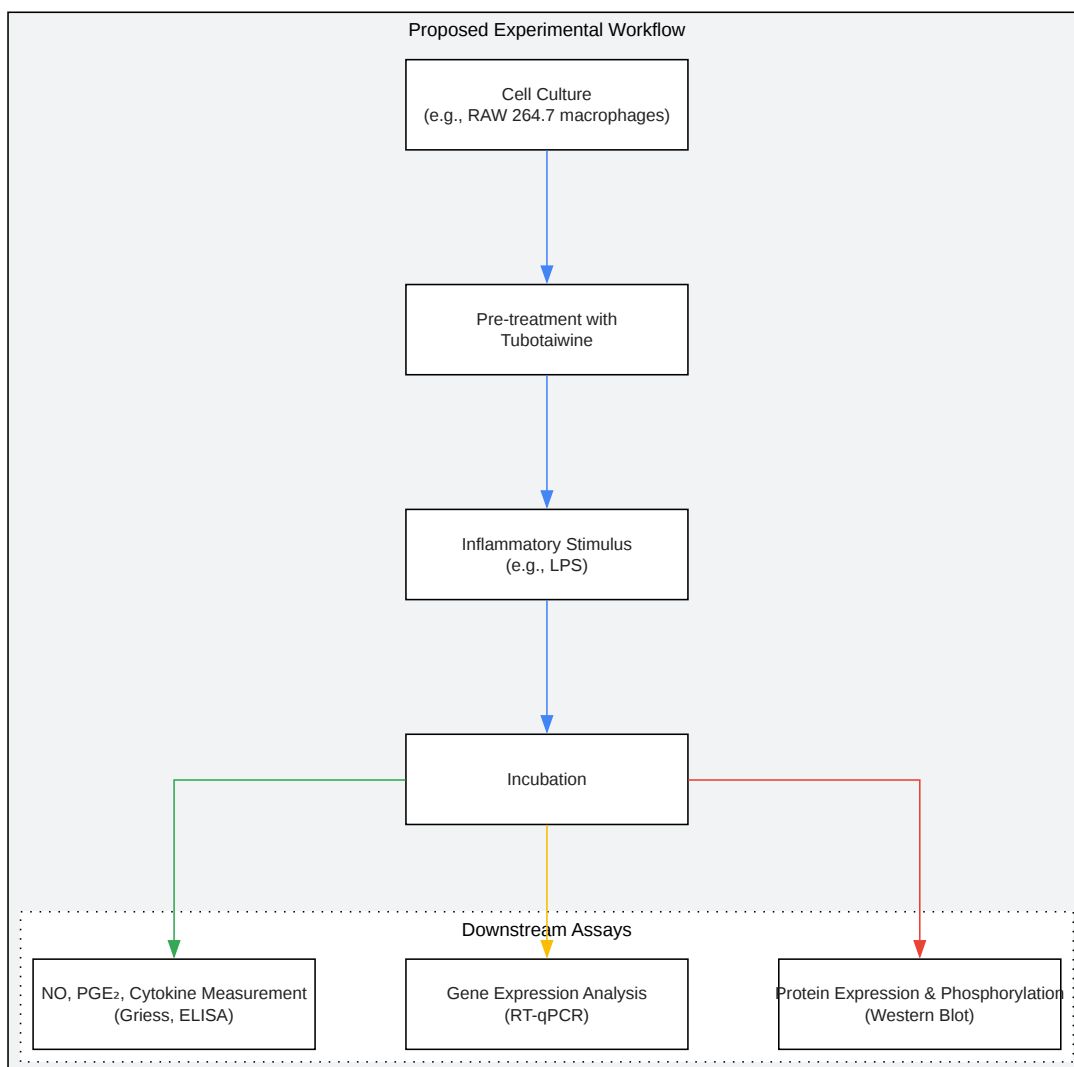 Proposed Experimental Workflow
Cell Culture
(e.g., RAW 264.7 macrophages)
Pre-treatment with
Tubotaiwine
Inflammatory Stimulus
(e.g., LPS)
Incubation
Downstream Assays
NO, PGE₂, Cytokine Measurement
(Griess, ELISA)
Gene Expression Analysis
(RT-qPCR)
Protein Expression & Phosphorylation
(Western Blot)